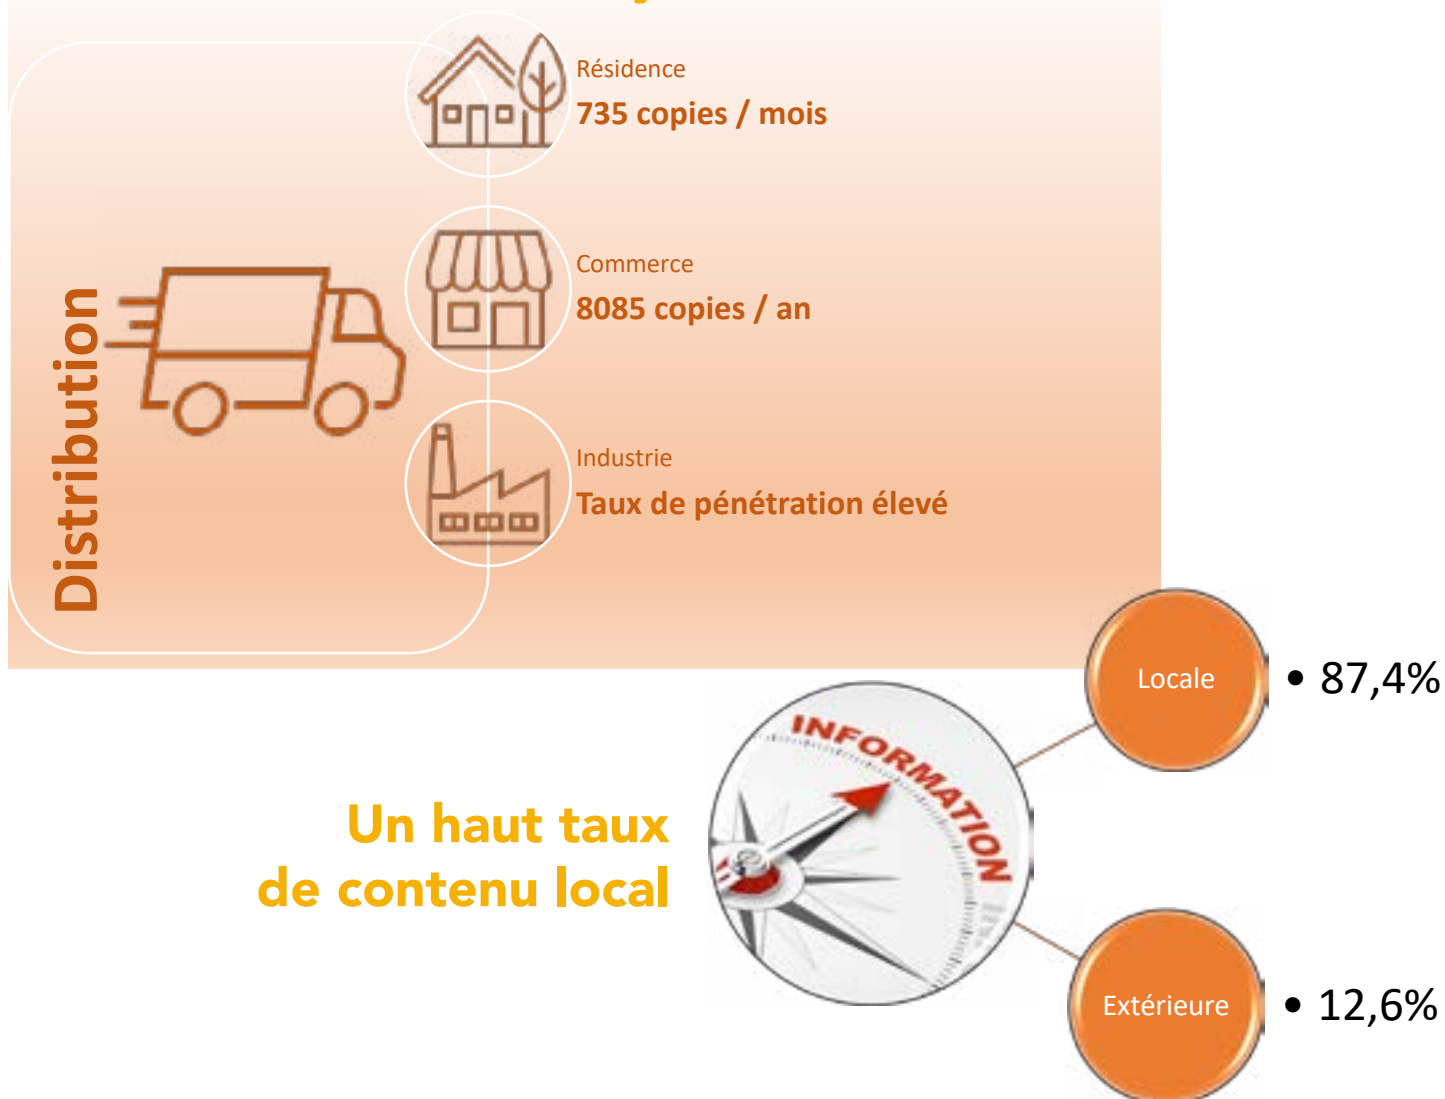 Résidence
735 copies / mois
Commerce
8085 copies / an
Industrie
Taux de pénétration élevé
Distribution
Locale
• 87,4%
INFORMATION
Un haut taux
de contenu local
Extérieure
• 12,6%